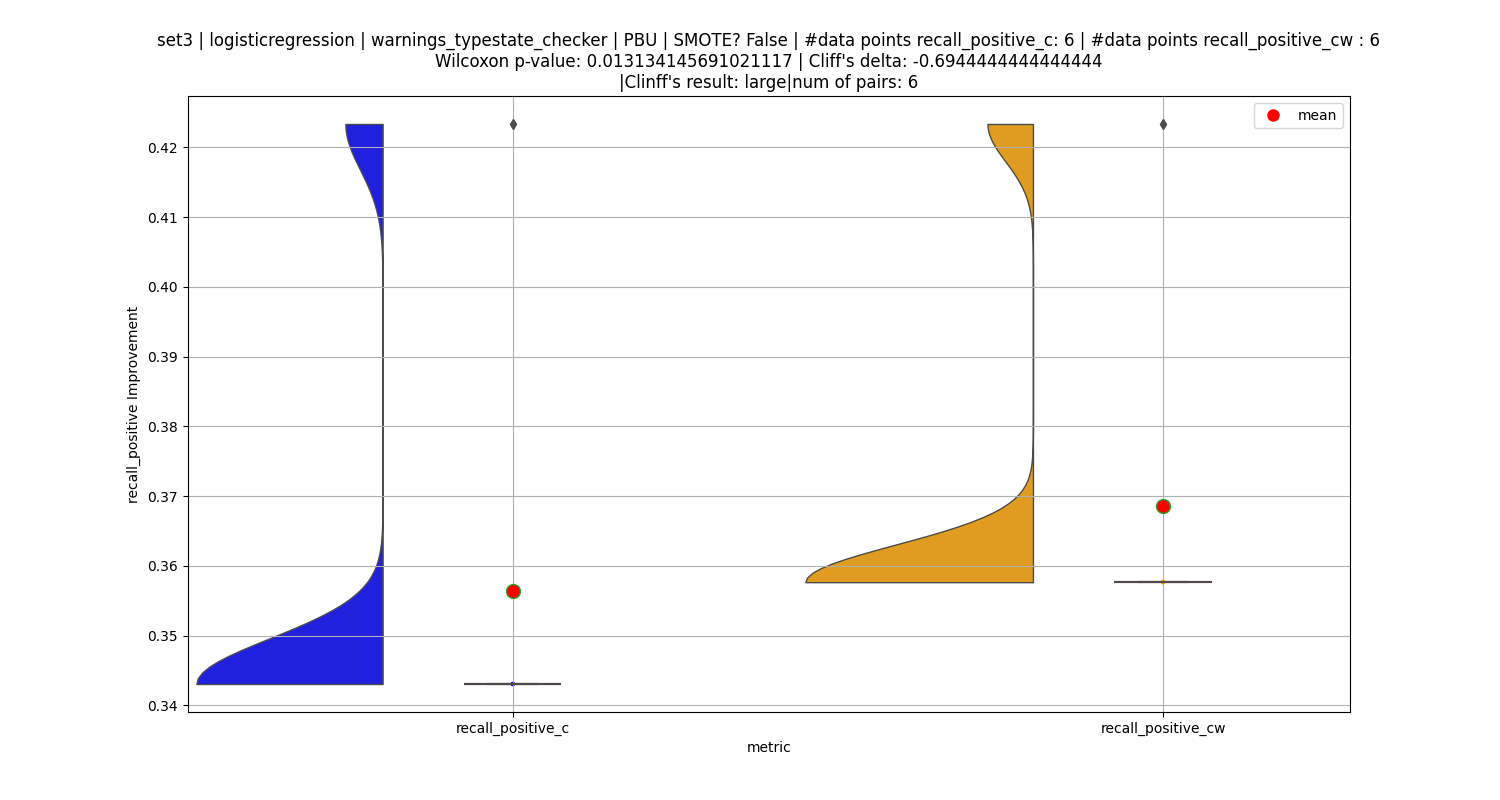 set3 | logisticregression | warnings_typestate_checker | PBU | SMOTE? False | #data points recall_positive_c: 6 | #data points recall_positive_cw : 6
Wilcoxon p-value: 0.013134145691021117 | Cliff's delta: -0.6944444444444444
|Clinff's result: large|num of pairs: 6
mean
0.42
0.41
0.40
0.39
0.38
0.37
0.36
0.35
0.34
recall_positive Improvement
recall_positive_c
recall_positive_cw
metric